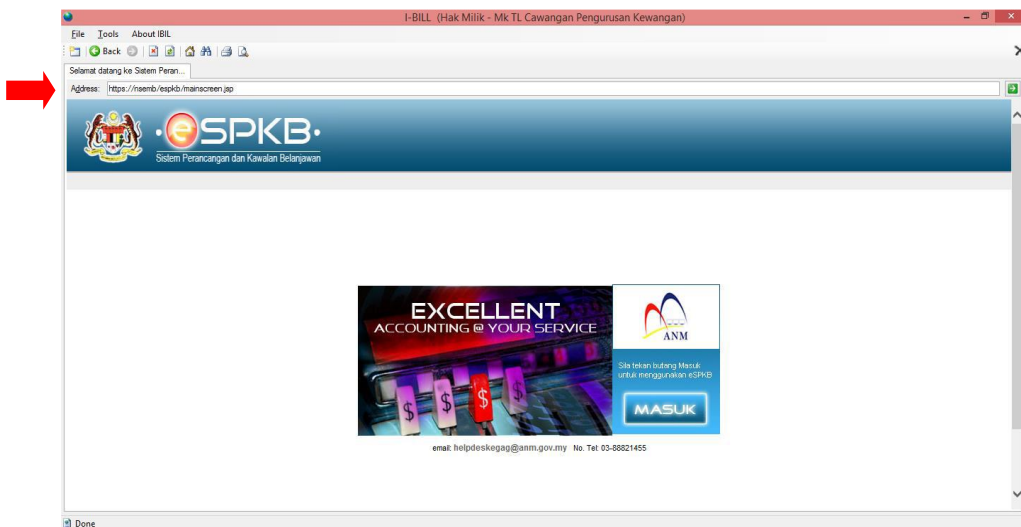 I-BILL (Hak Milik - Mk TL Cawangan Pengurusan Kewangan)
File Tools About IBIL
Back
Selamat datang ke Sistem Peran...
Address: https://nsemb/espkb/mainscreen.jsp
eSPKB
Sistem Perancangan dan Kawalan Belanjawan
EXCELLENT
ACCOUNTING @ YOUR SERVICE
$ $ $ $
ANM
Sila tekan butang Masuk
untuk menggunakan eSPKB
MASUK
email: helpdeskegag@anm.gov.my No. Tel: 03-88821455
Done